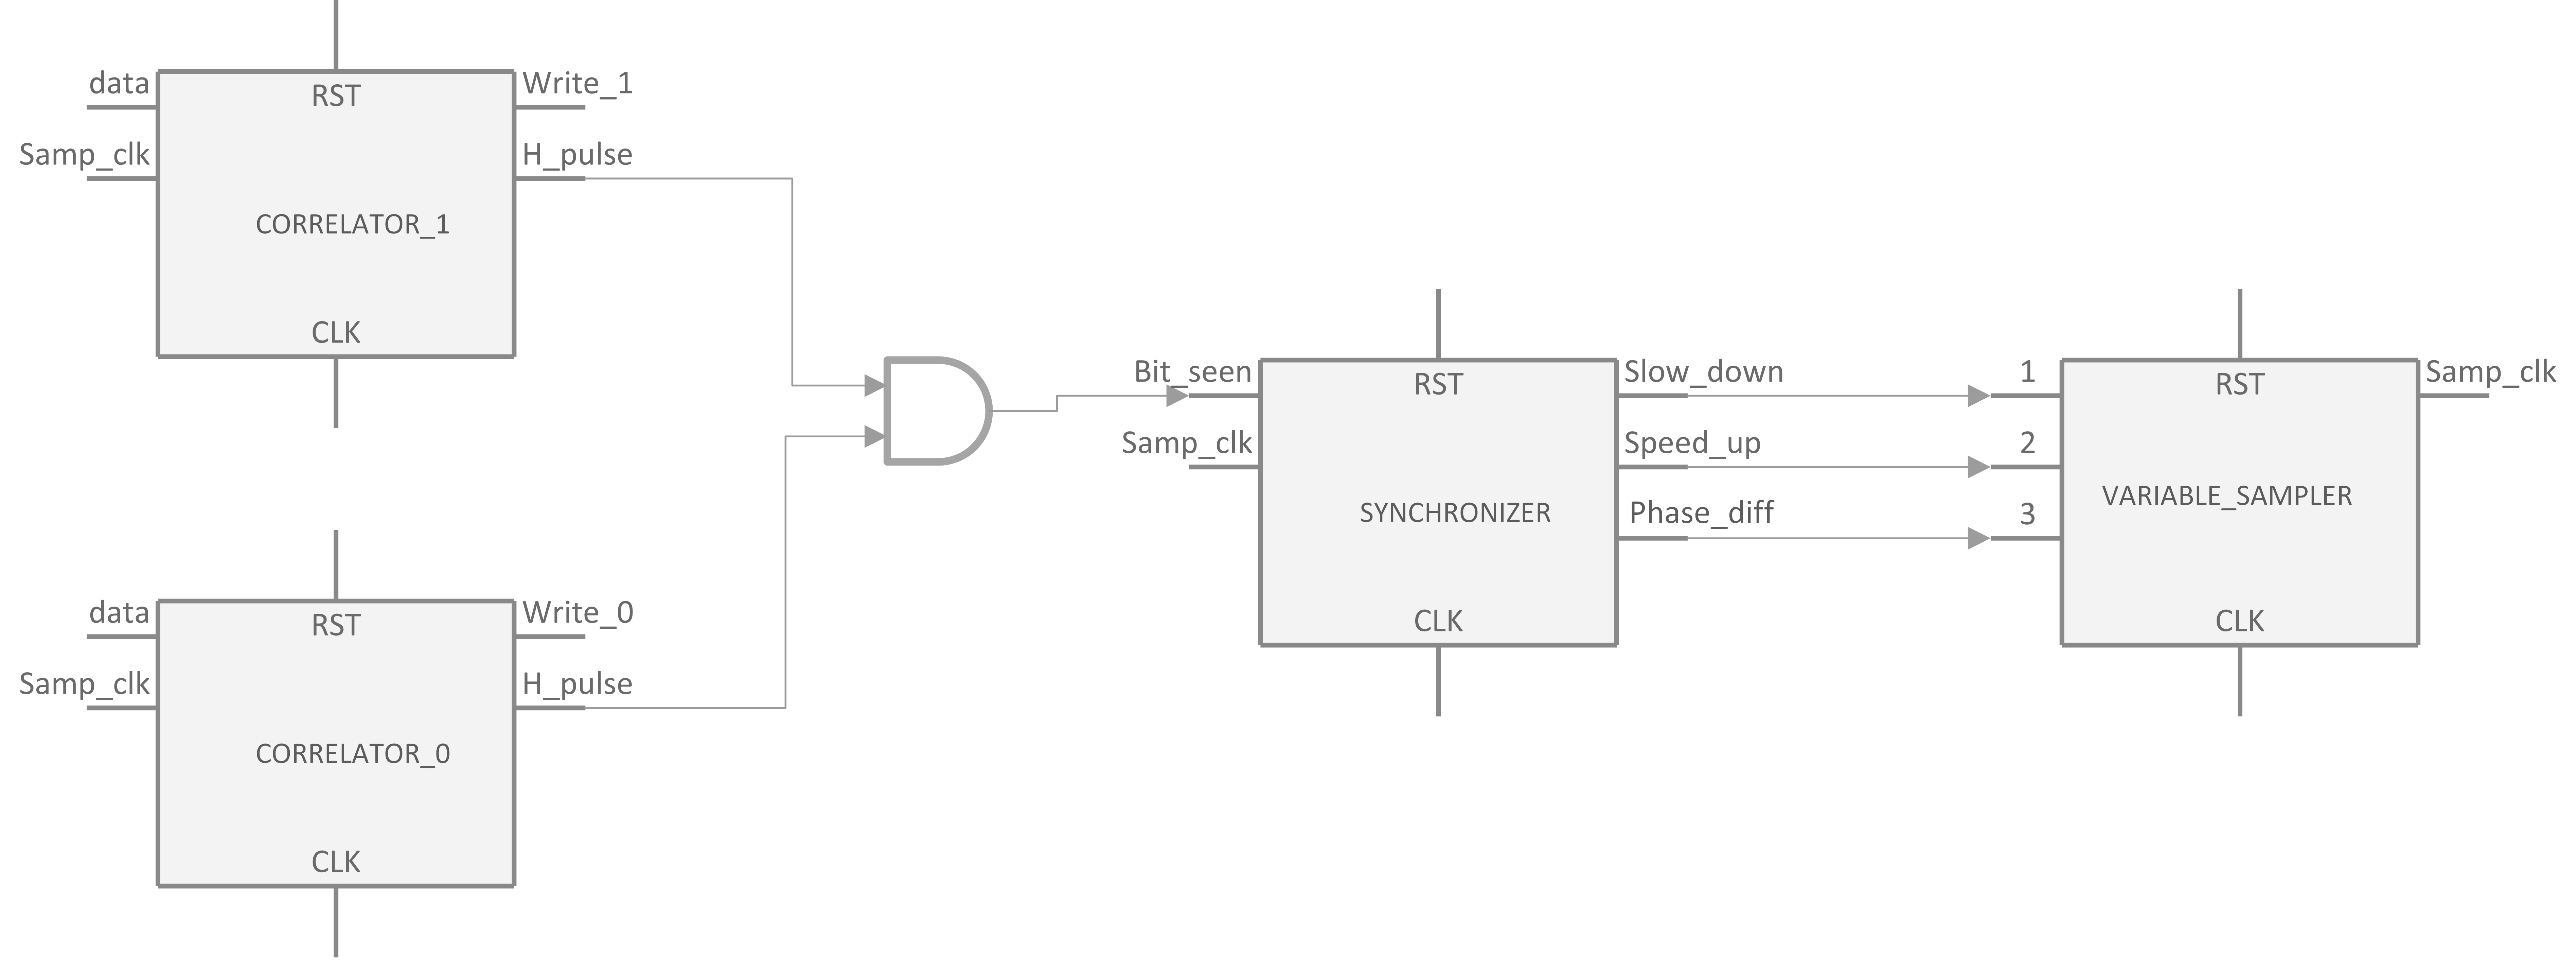 data
RST
Write_1
Samp_clk
H_pulse
CORRELATOR_1
CLK
data
RST
Write_0
Samp_clk
H_pulse
CORRELATOR_0
CLK
Bit_seen
RST
Slow_down
Samp_clk
Speed_up
SYNCHRONIZER
Phase_diff
CLK
1
RST
Samp_clk
2
VARIABLE_SAMPLER
3
CLK